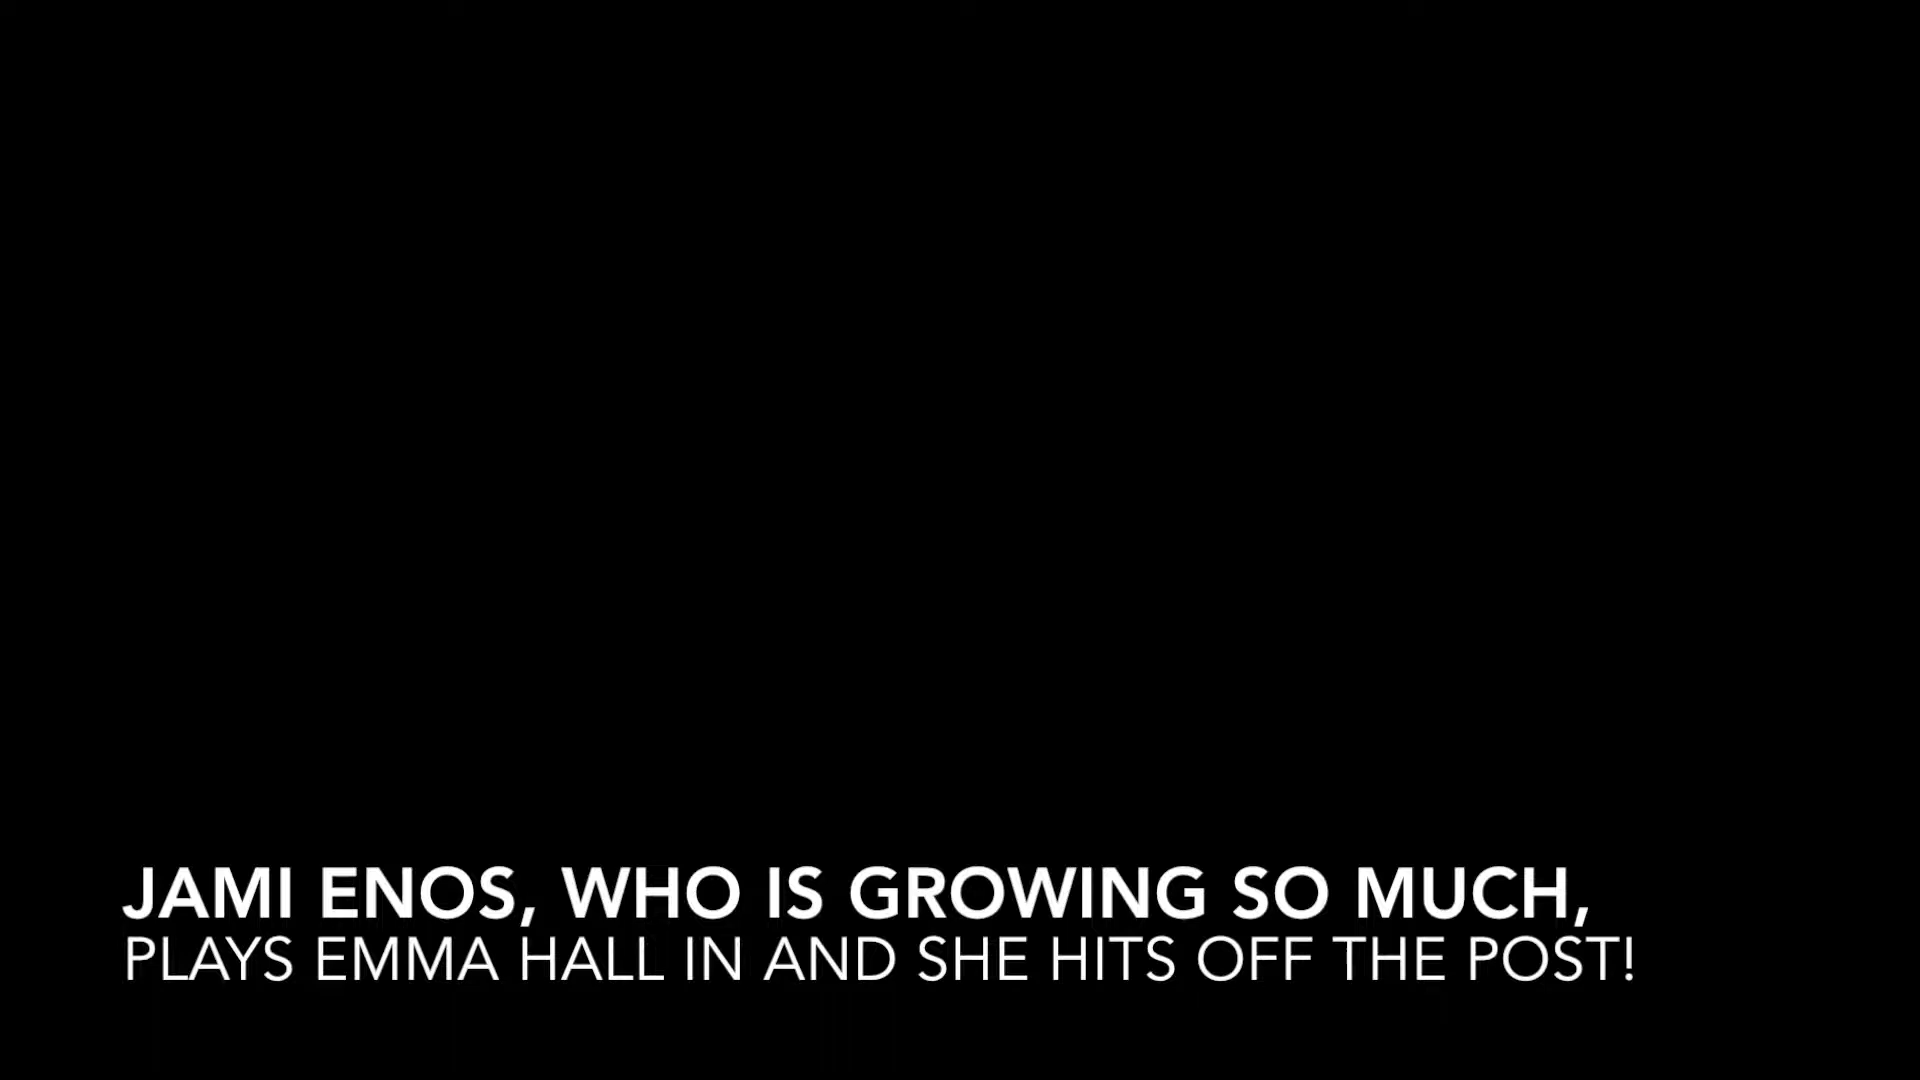 JAMI ENOS, WHO IS GROWING SO MUCH,
PLAYS EMMA HALL IN AND SHE HITS OFF THE POST!